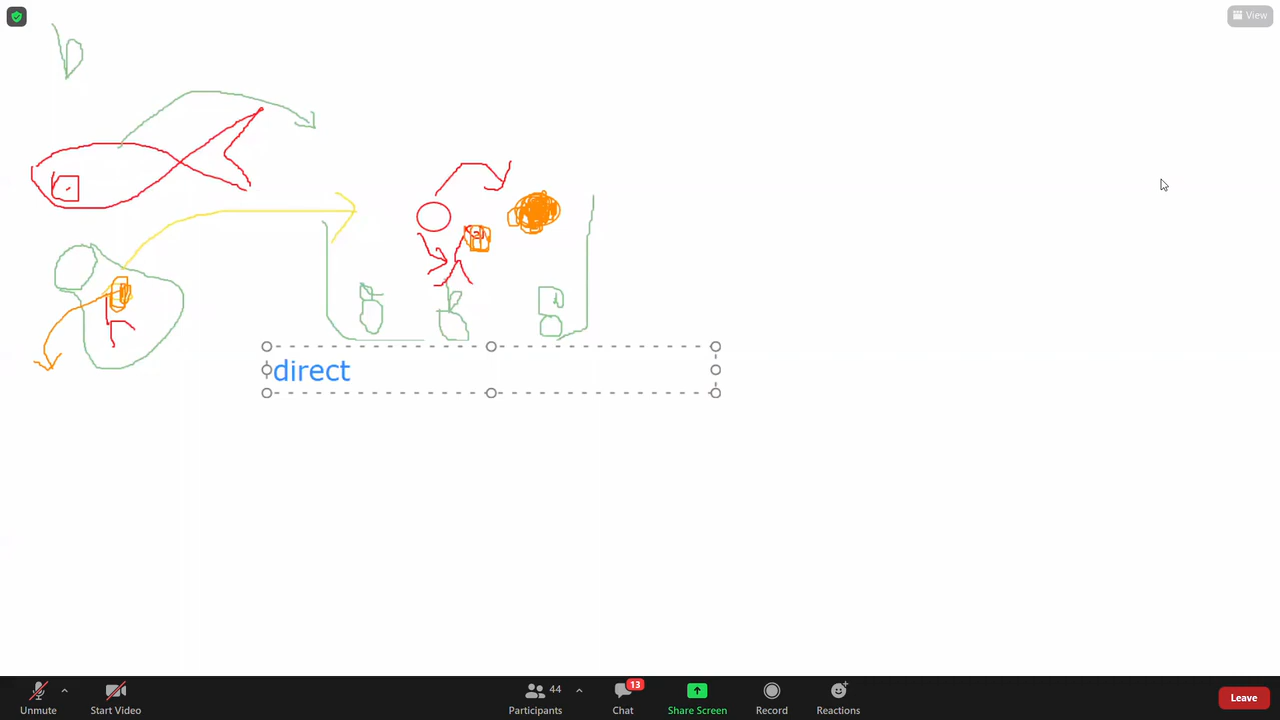 View
b
direct
44
13
Unmute
Start Video
Participants
Chat
Share Screen
Record
Reactions
Leave